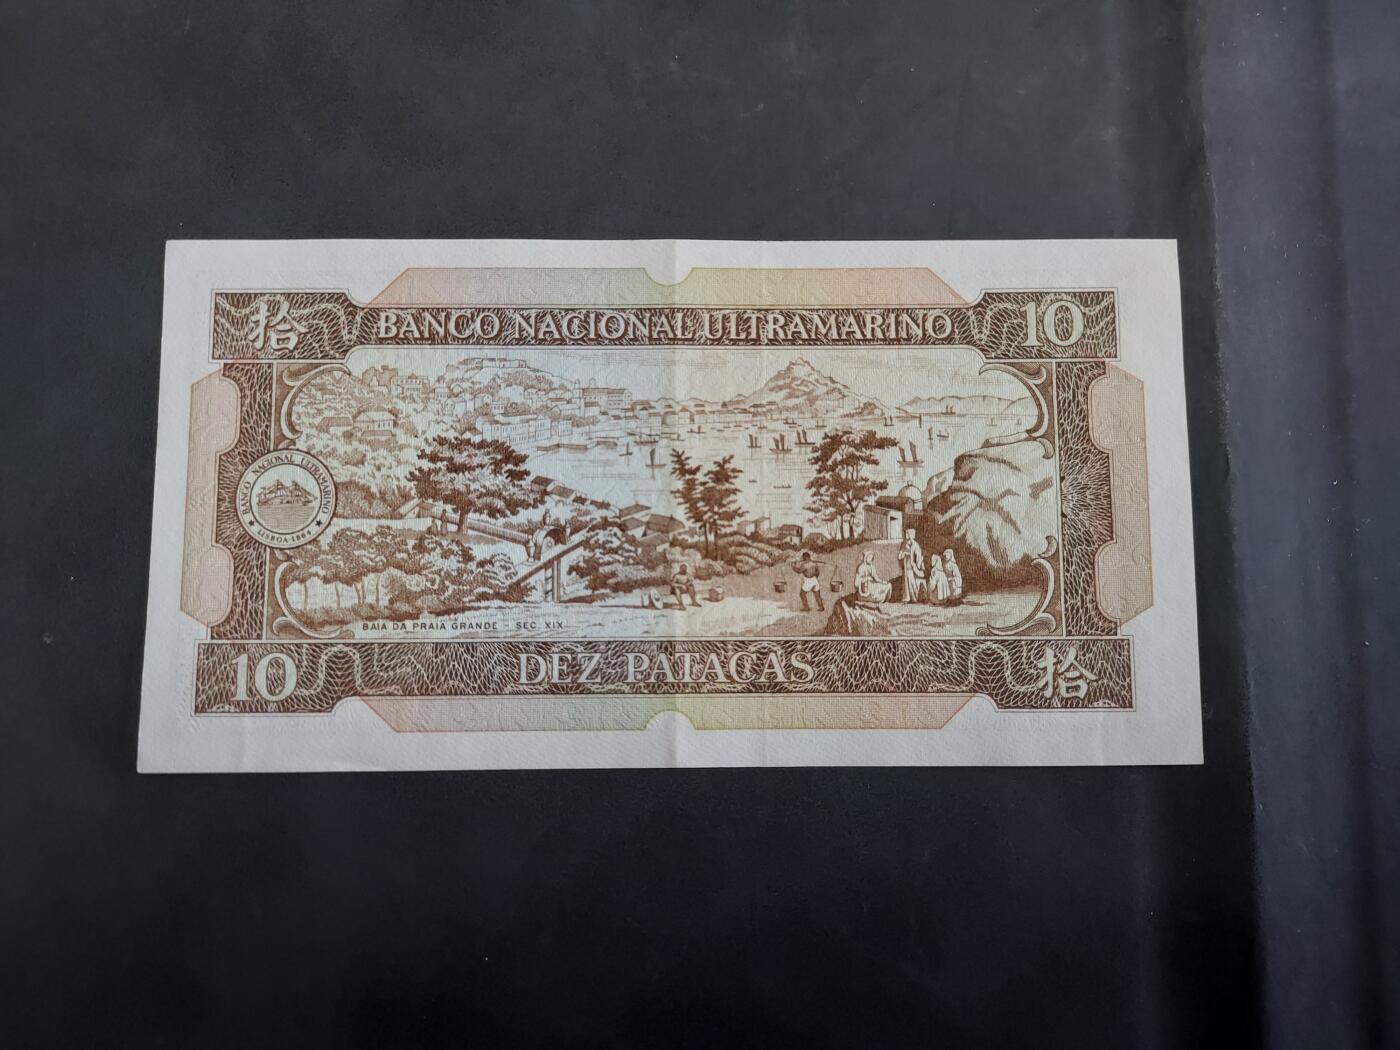 拾 BANCO NACIONAL ULTRAMARINO 10
BANCO NACIONAL ULTRAMARINO
LISBOA·1864
BAIA DA PRAIA GRANDE - SEC. XIX
10 DEZ PATACAS 拾